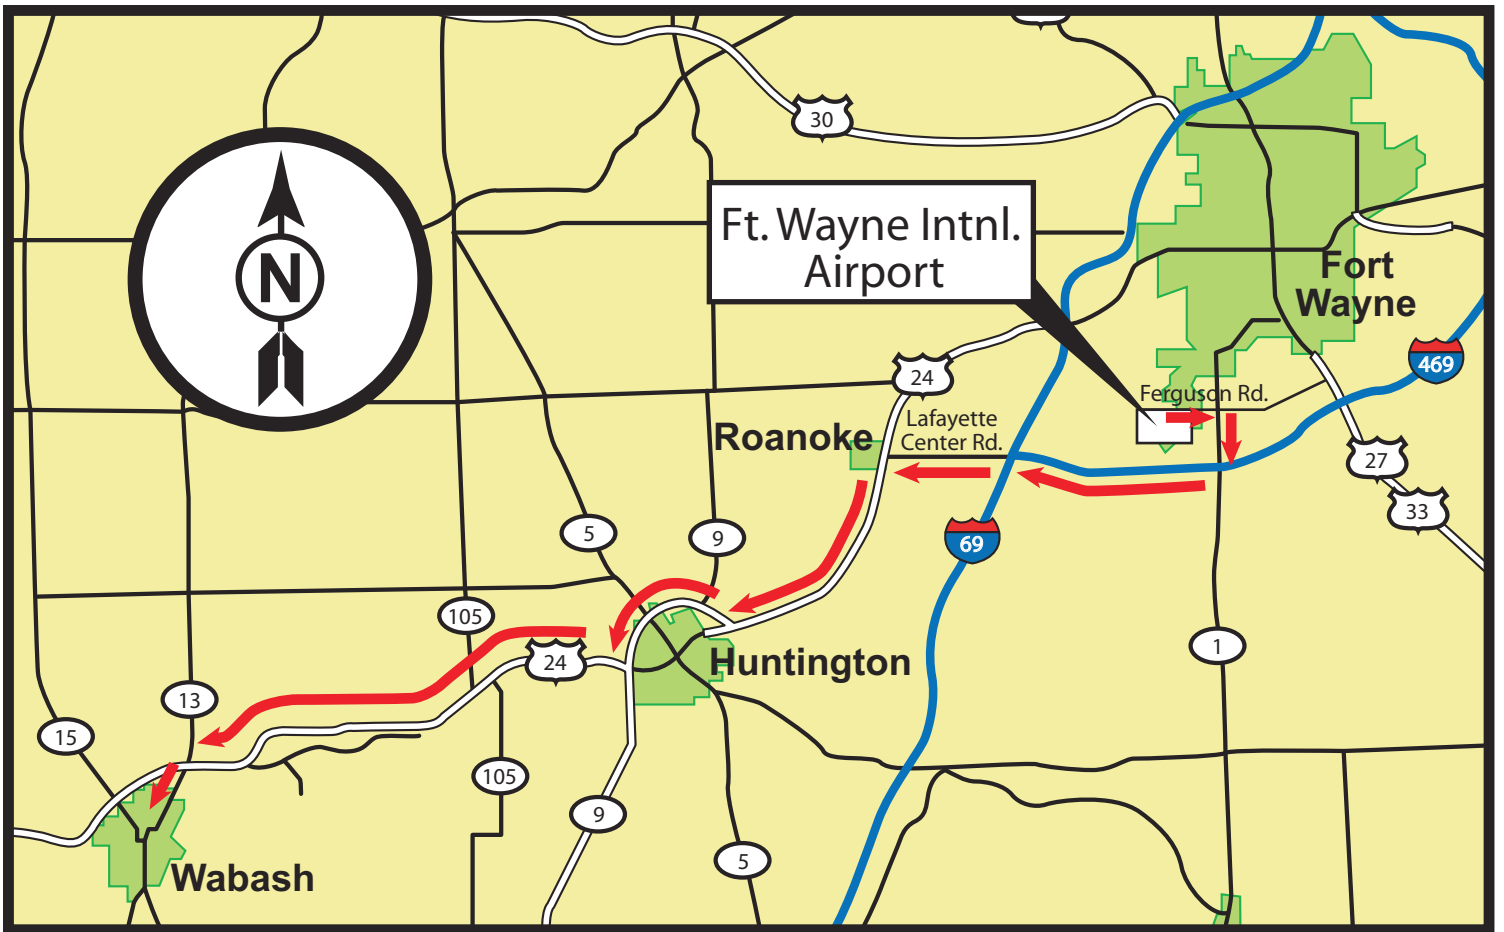 30
N
Ft. Wayne Intnl.
Airport
Fort
Wayne
469
24
Ferguson Rd.
Lafayette
Center Rd.
Roanoke
27
33
5
9
69
105
24
Huntington
1
13
15
105
9
5
Wabash